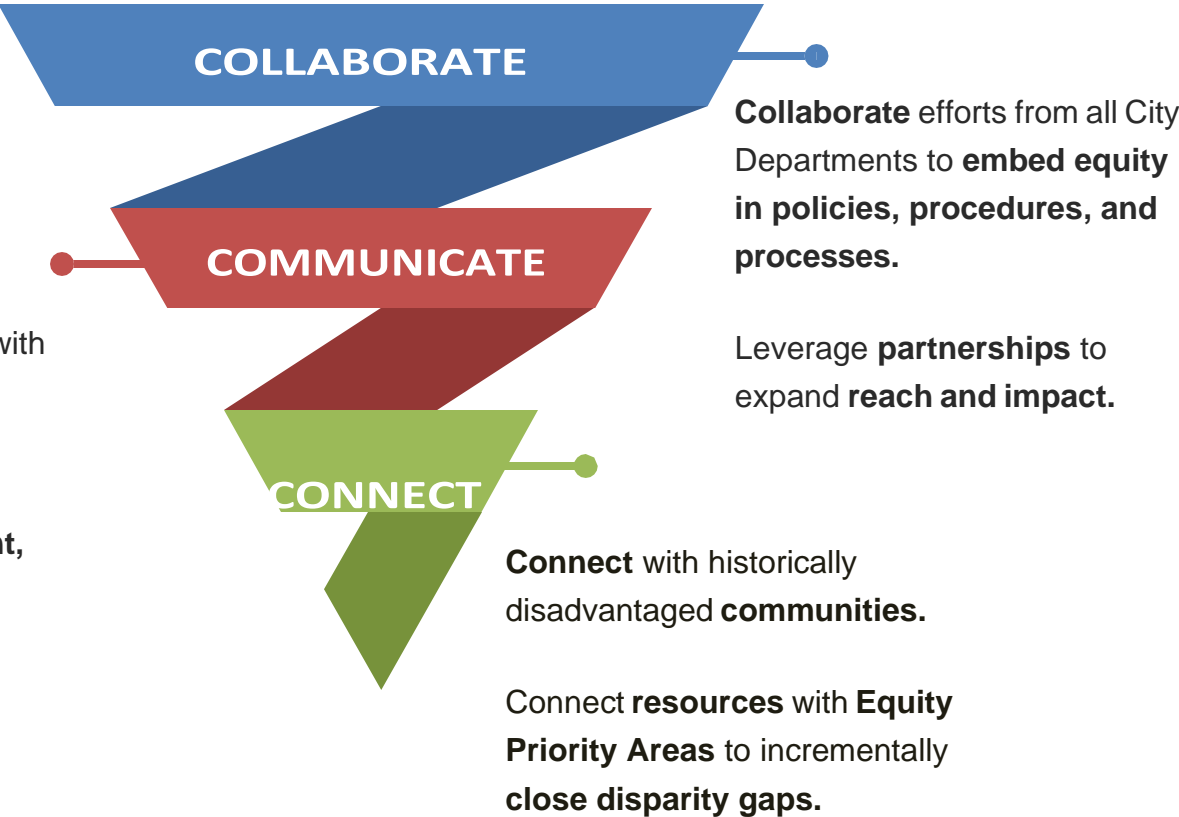 COLLABORATE
Collaborate efforts from all City
Departments to embed equity
in policies, procedures, and
processes.
Leverage partnerships to
expand reach and impact.
COMMUNICATE
with
CONNECT
Connect with historically
disadvantaged communities.
Connect resources with Equity
Priority Areas to incrementally
close disparity gaps.